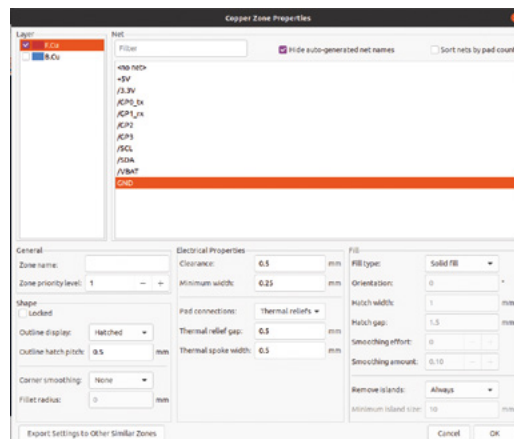 Copper Zone Properties
Layer
F.Cu
B.Cu
Net
Filter
Hide auto-generated net names
Sort nets by pad count
<no net>
+5V
/3.3V
/GP0_tx
/GP1_rx
/GP2
/GP3
/SCL
/SDA
/VBAT
GND
General
Zone name:
Zone priority level: 1 - +
Shape
Locked
Outline display: Hatched
Outline hatch pitch: 0.5 mm
Corner smoothing: None
Fillet radius: 0 mm
Electrical Properties
Clearance: 0.5 mm
Minimum width: 0.25 mm
Pad connections: Thermal reliefs
Thermal relief gap: 0.5 mm
Thermal spoke width: 0.5 mm
Fill
Fill type: Solid fill
Orientation: 0 °
Hatch width: 1 mm
Hatch gap: 1.5 mm
Smoothing effort: 0 - +
Smoothing amount: 0.10 - +
Remove islands: Always
Minimum island size: 10 mm
Export Settings to Other Similar Zones
Cancel
OK